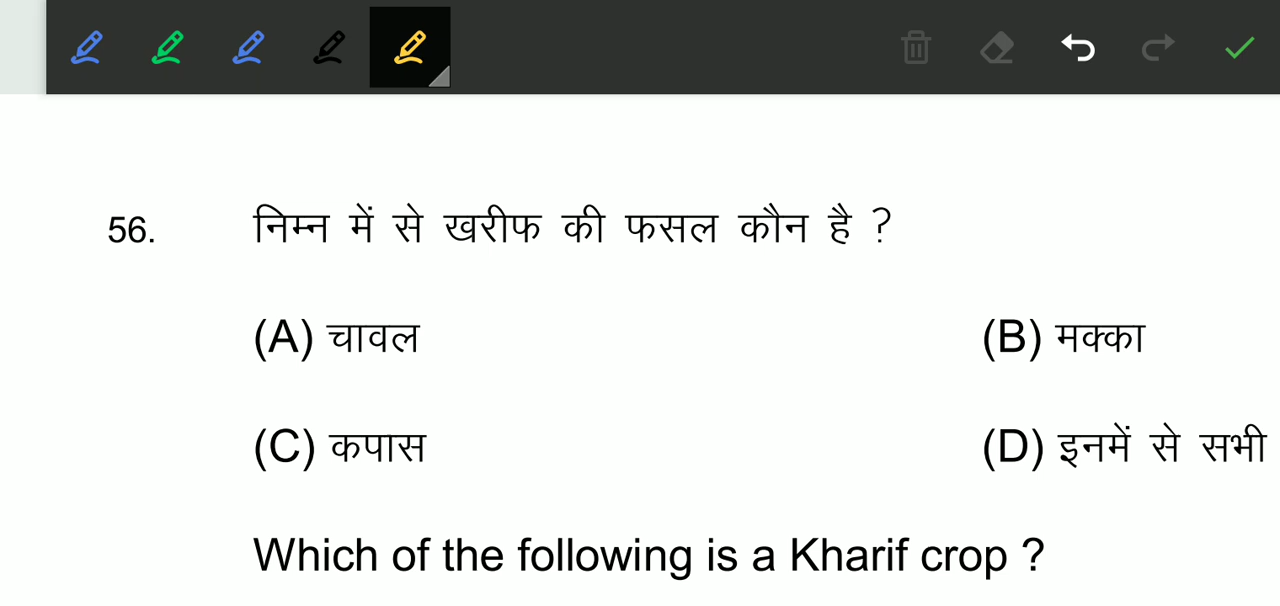 56. निम्न में से खरीफ की फसल कौन है ?
(A) चावल (B) मक्का
(C) कपास (D) इनमें से सभी
Which of the following is a Kharif crop ?